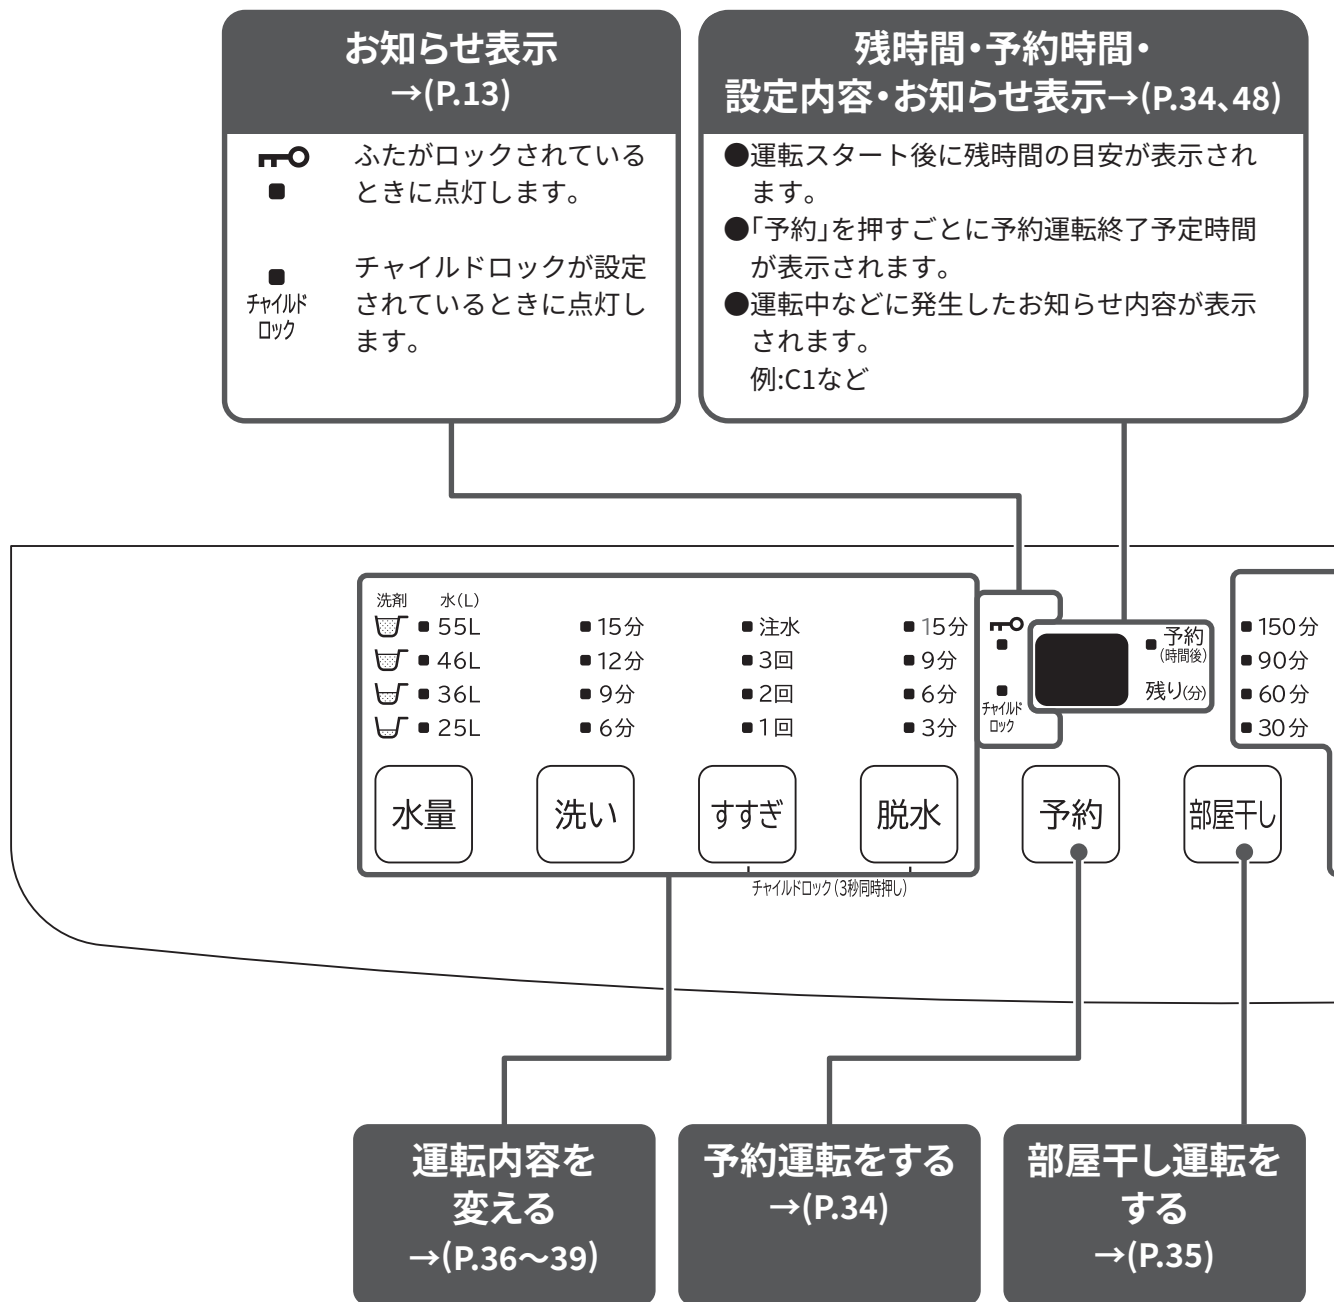 お知らせ表示
→(P.13)
ふたがロックされている
ときに点灯します。
チャイルド
ロック
チャイルドロックが設定
されているときに点灯し
ます。
残時間・予約時間・
設定内容・お知らせ表示→(P.34、48)
●運転スタート後に残時間の目安が表示され
ます。
●「予約」を押すごとに予約運転終了予定時間
が表示されます。
●運転中などに発生したお知らせ内容が表示
されます。
例:C1など
洗剤 水(L)
55L 15分 注水 15分
46L 12分 3回 9分
36L 9分 2回 6分
25L 6分 1回 3分
チャイルド
ロック
予約
(時間後)
残り(分)
150分
90分
60分
30分
水量 洗い すすぎ 脱水 予約 部屋干し
チャイルドロック(3秒同時押し)
運転内容を
変える
→(P.36～39)
予約運転をする
→(P.34)
部屋干し運転を
する
→(P.35)